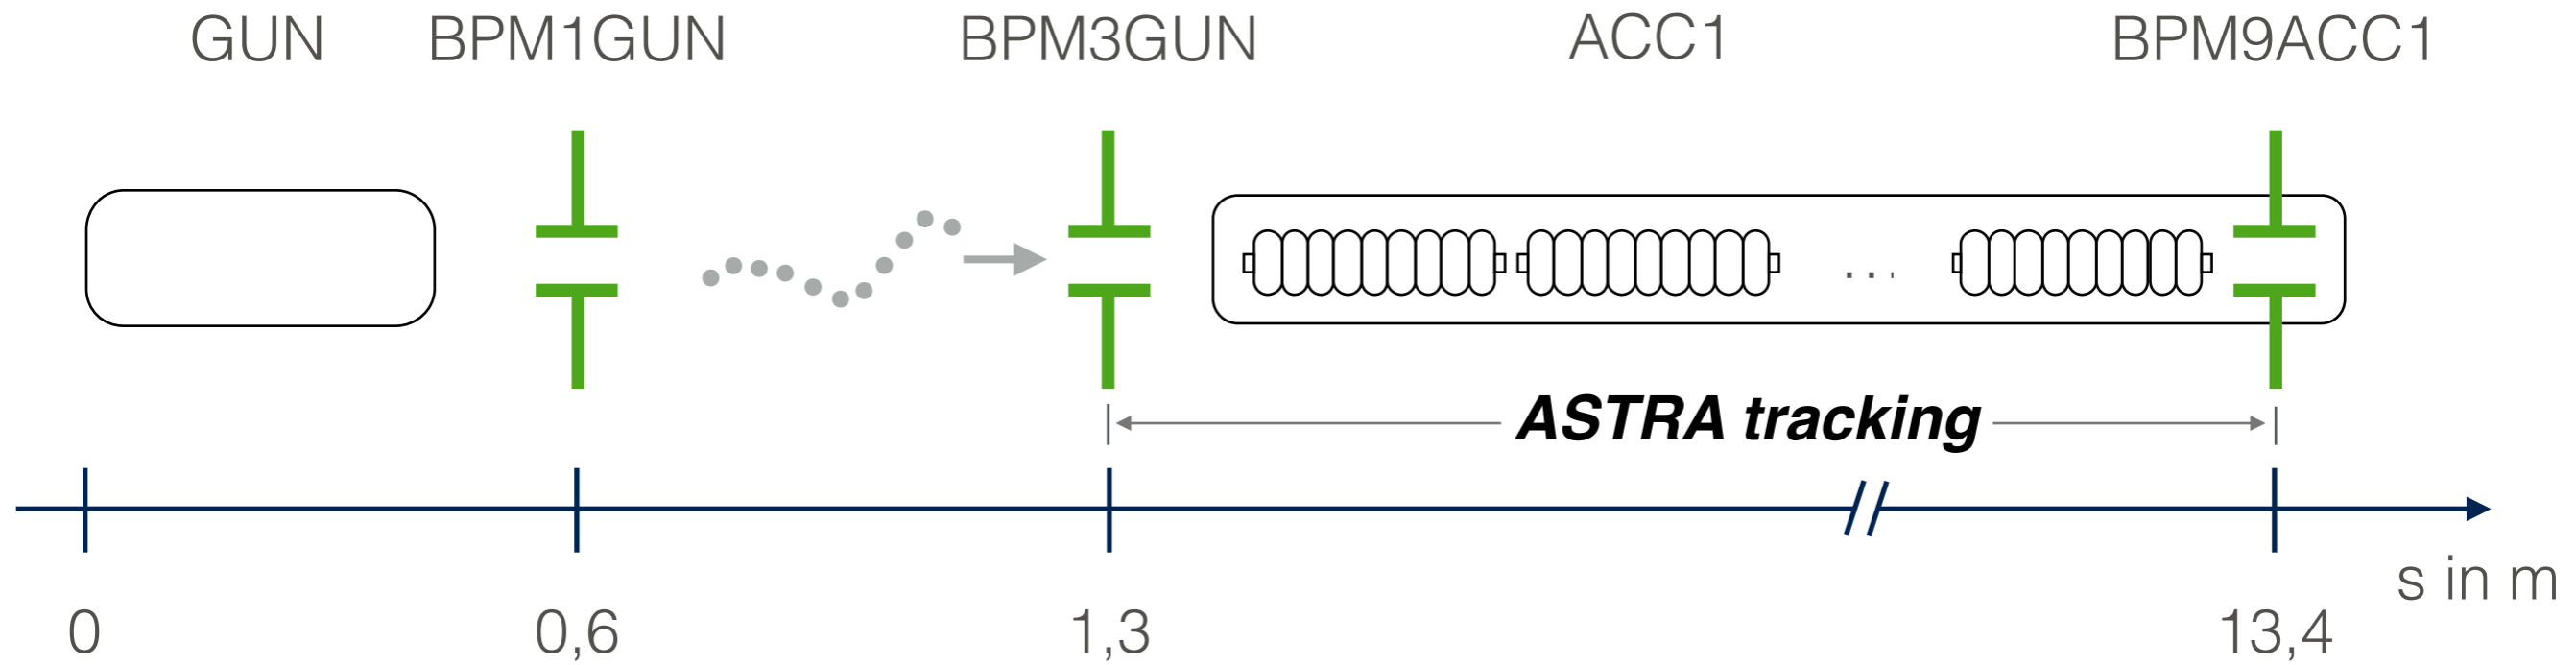 GUN BPM1GUN BPM3GUN ACC1 BPM9ACC1
...
ASTRA tracking
s in m
0 0,6 1,3 13,4